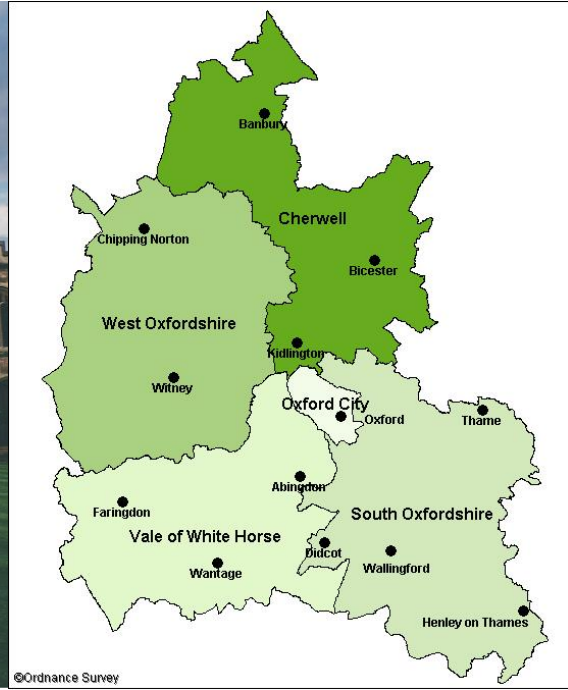 Banbury
Cherwell
Chipping Norton
Bicester
West Oxfordshire
Kidlington
Witney
Oxford City
Oxford
Thame
Abingdon
Faringdon
South Oxfordshire
Vale of White Horse
Didcot
Wallingford
Wantage
Henley on Thames
©Ordnance Survey